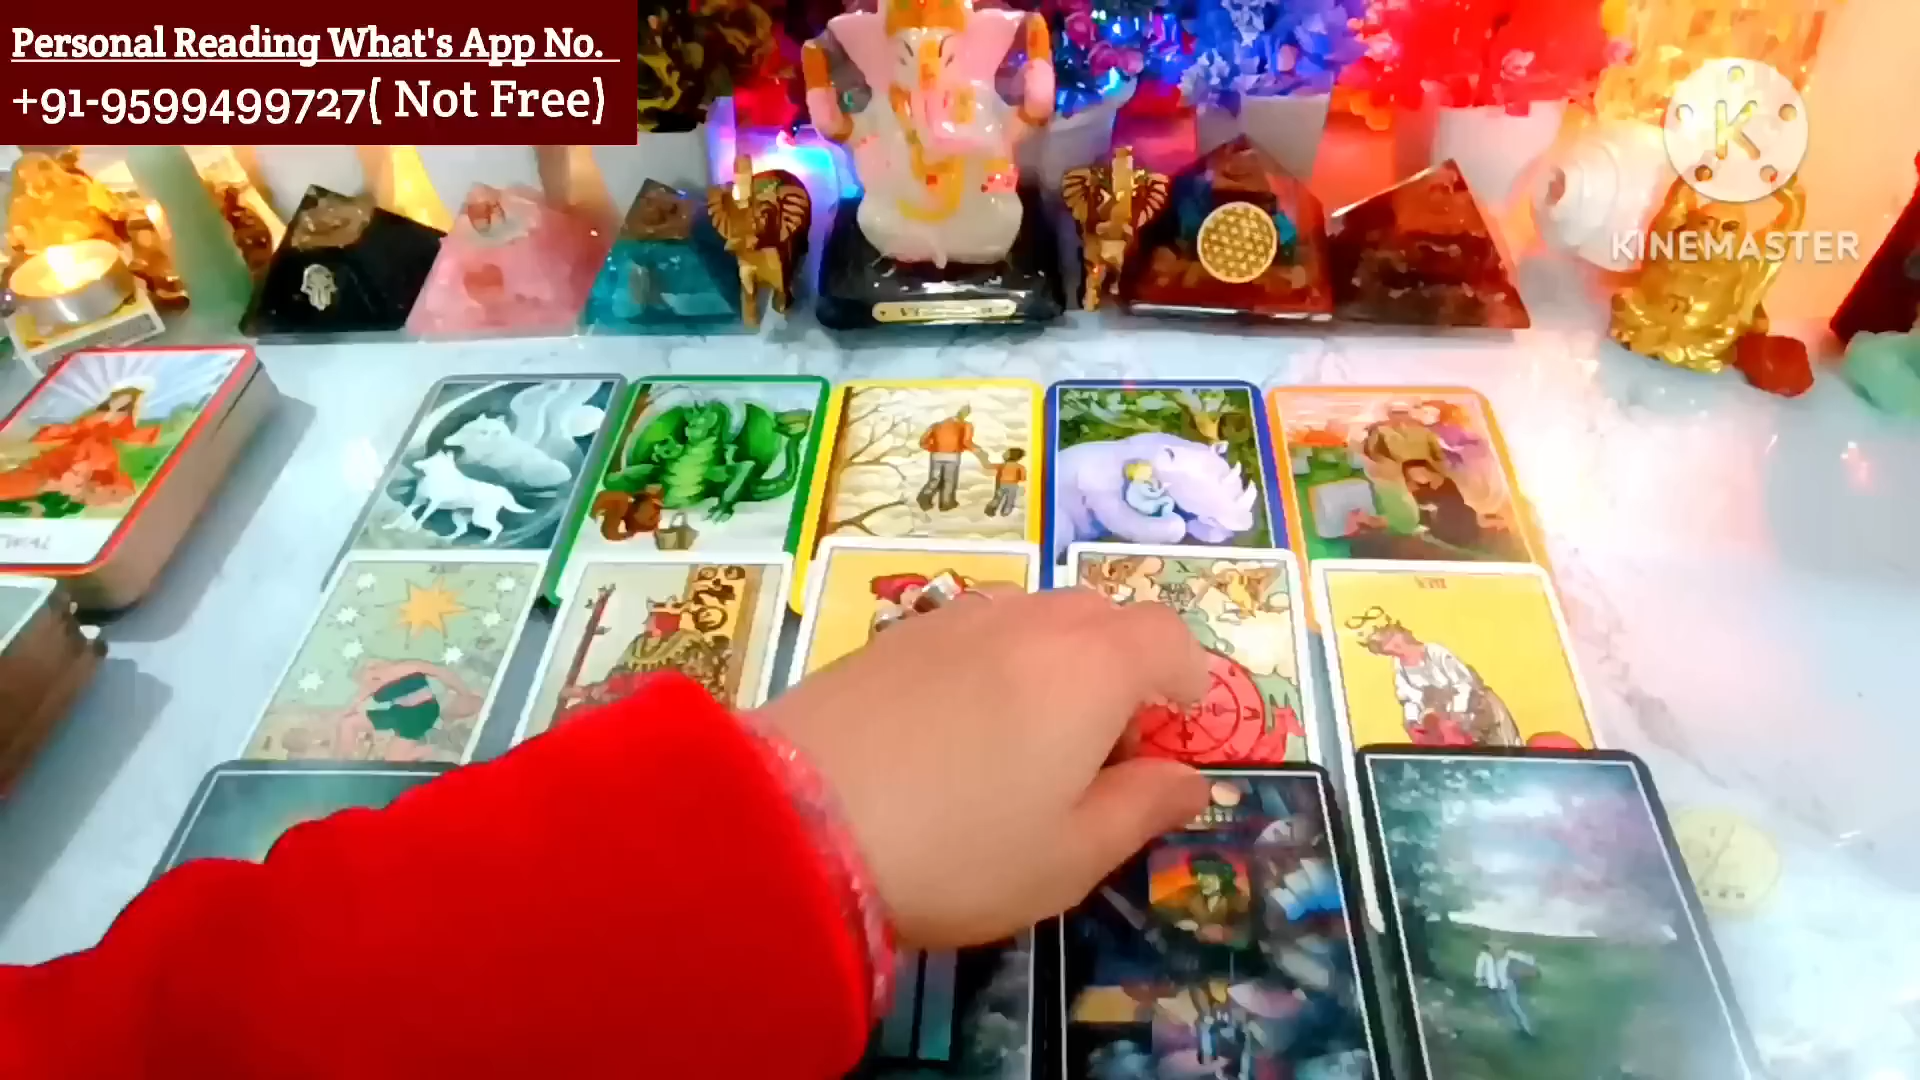 Personal Reading What's App No.
+91-9599499727( Not Free)
K
KINEMASTER
X